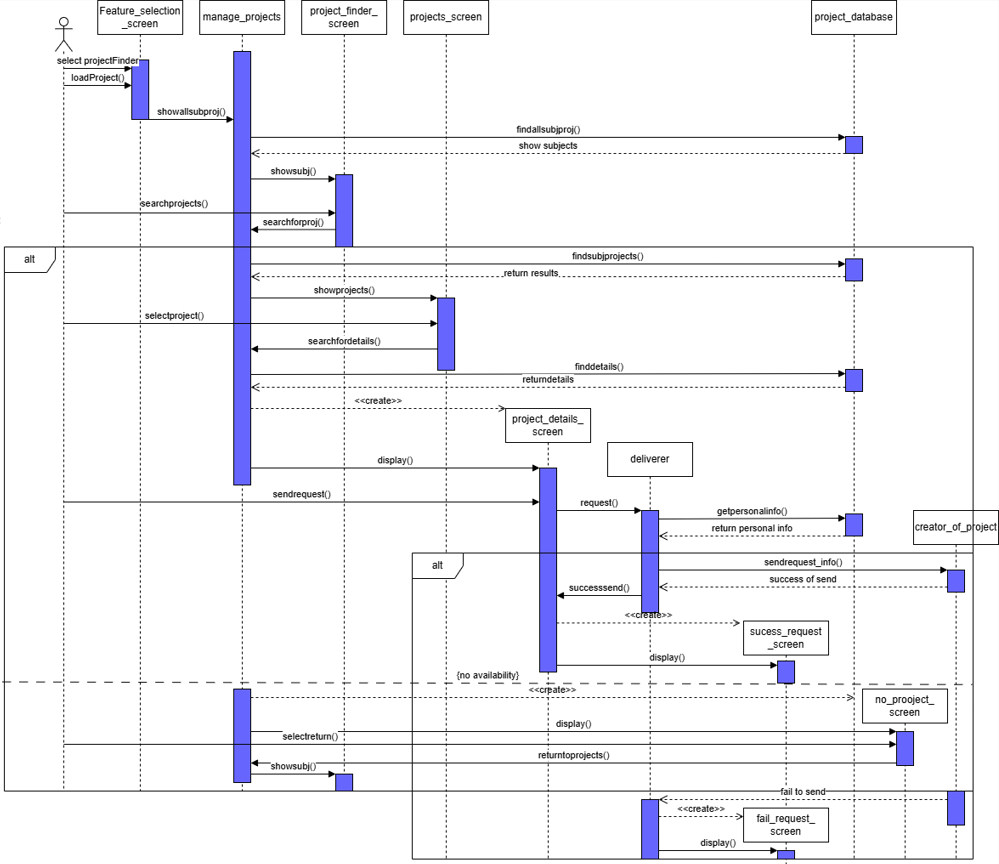 Feature_selection
_screen
manage_projects
project_finder_
screen
projects_screen
project_database
select projectFinder
loadProject()
showallsubproj()
findallsubjproj()
show subjects
showsubj()
searchprojects()
searchforproj()
alt
findsubjprojects()
return results
showprojects()
selectproject()
searchfordetails()
finddetails()
returndetails
<<create>>
project_details_
screen
deliverer
display()
sendrequest()
request()
getpersonalinfo()
return personal info
creator_of_project
alt
sendrequest_info()
success of send
successsend()
<<create>>
sucess_request
_screen
display()
{no availability}
<<create>>
no_prooject_
screen
display()
selectreturn()
returntoprojects()
showsubj()
fail to send
<<create>>
fail_request_
screen
display()